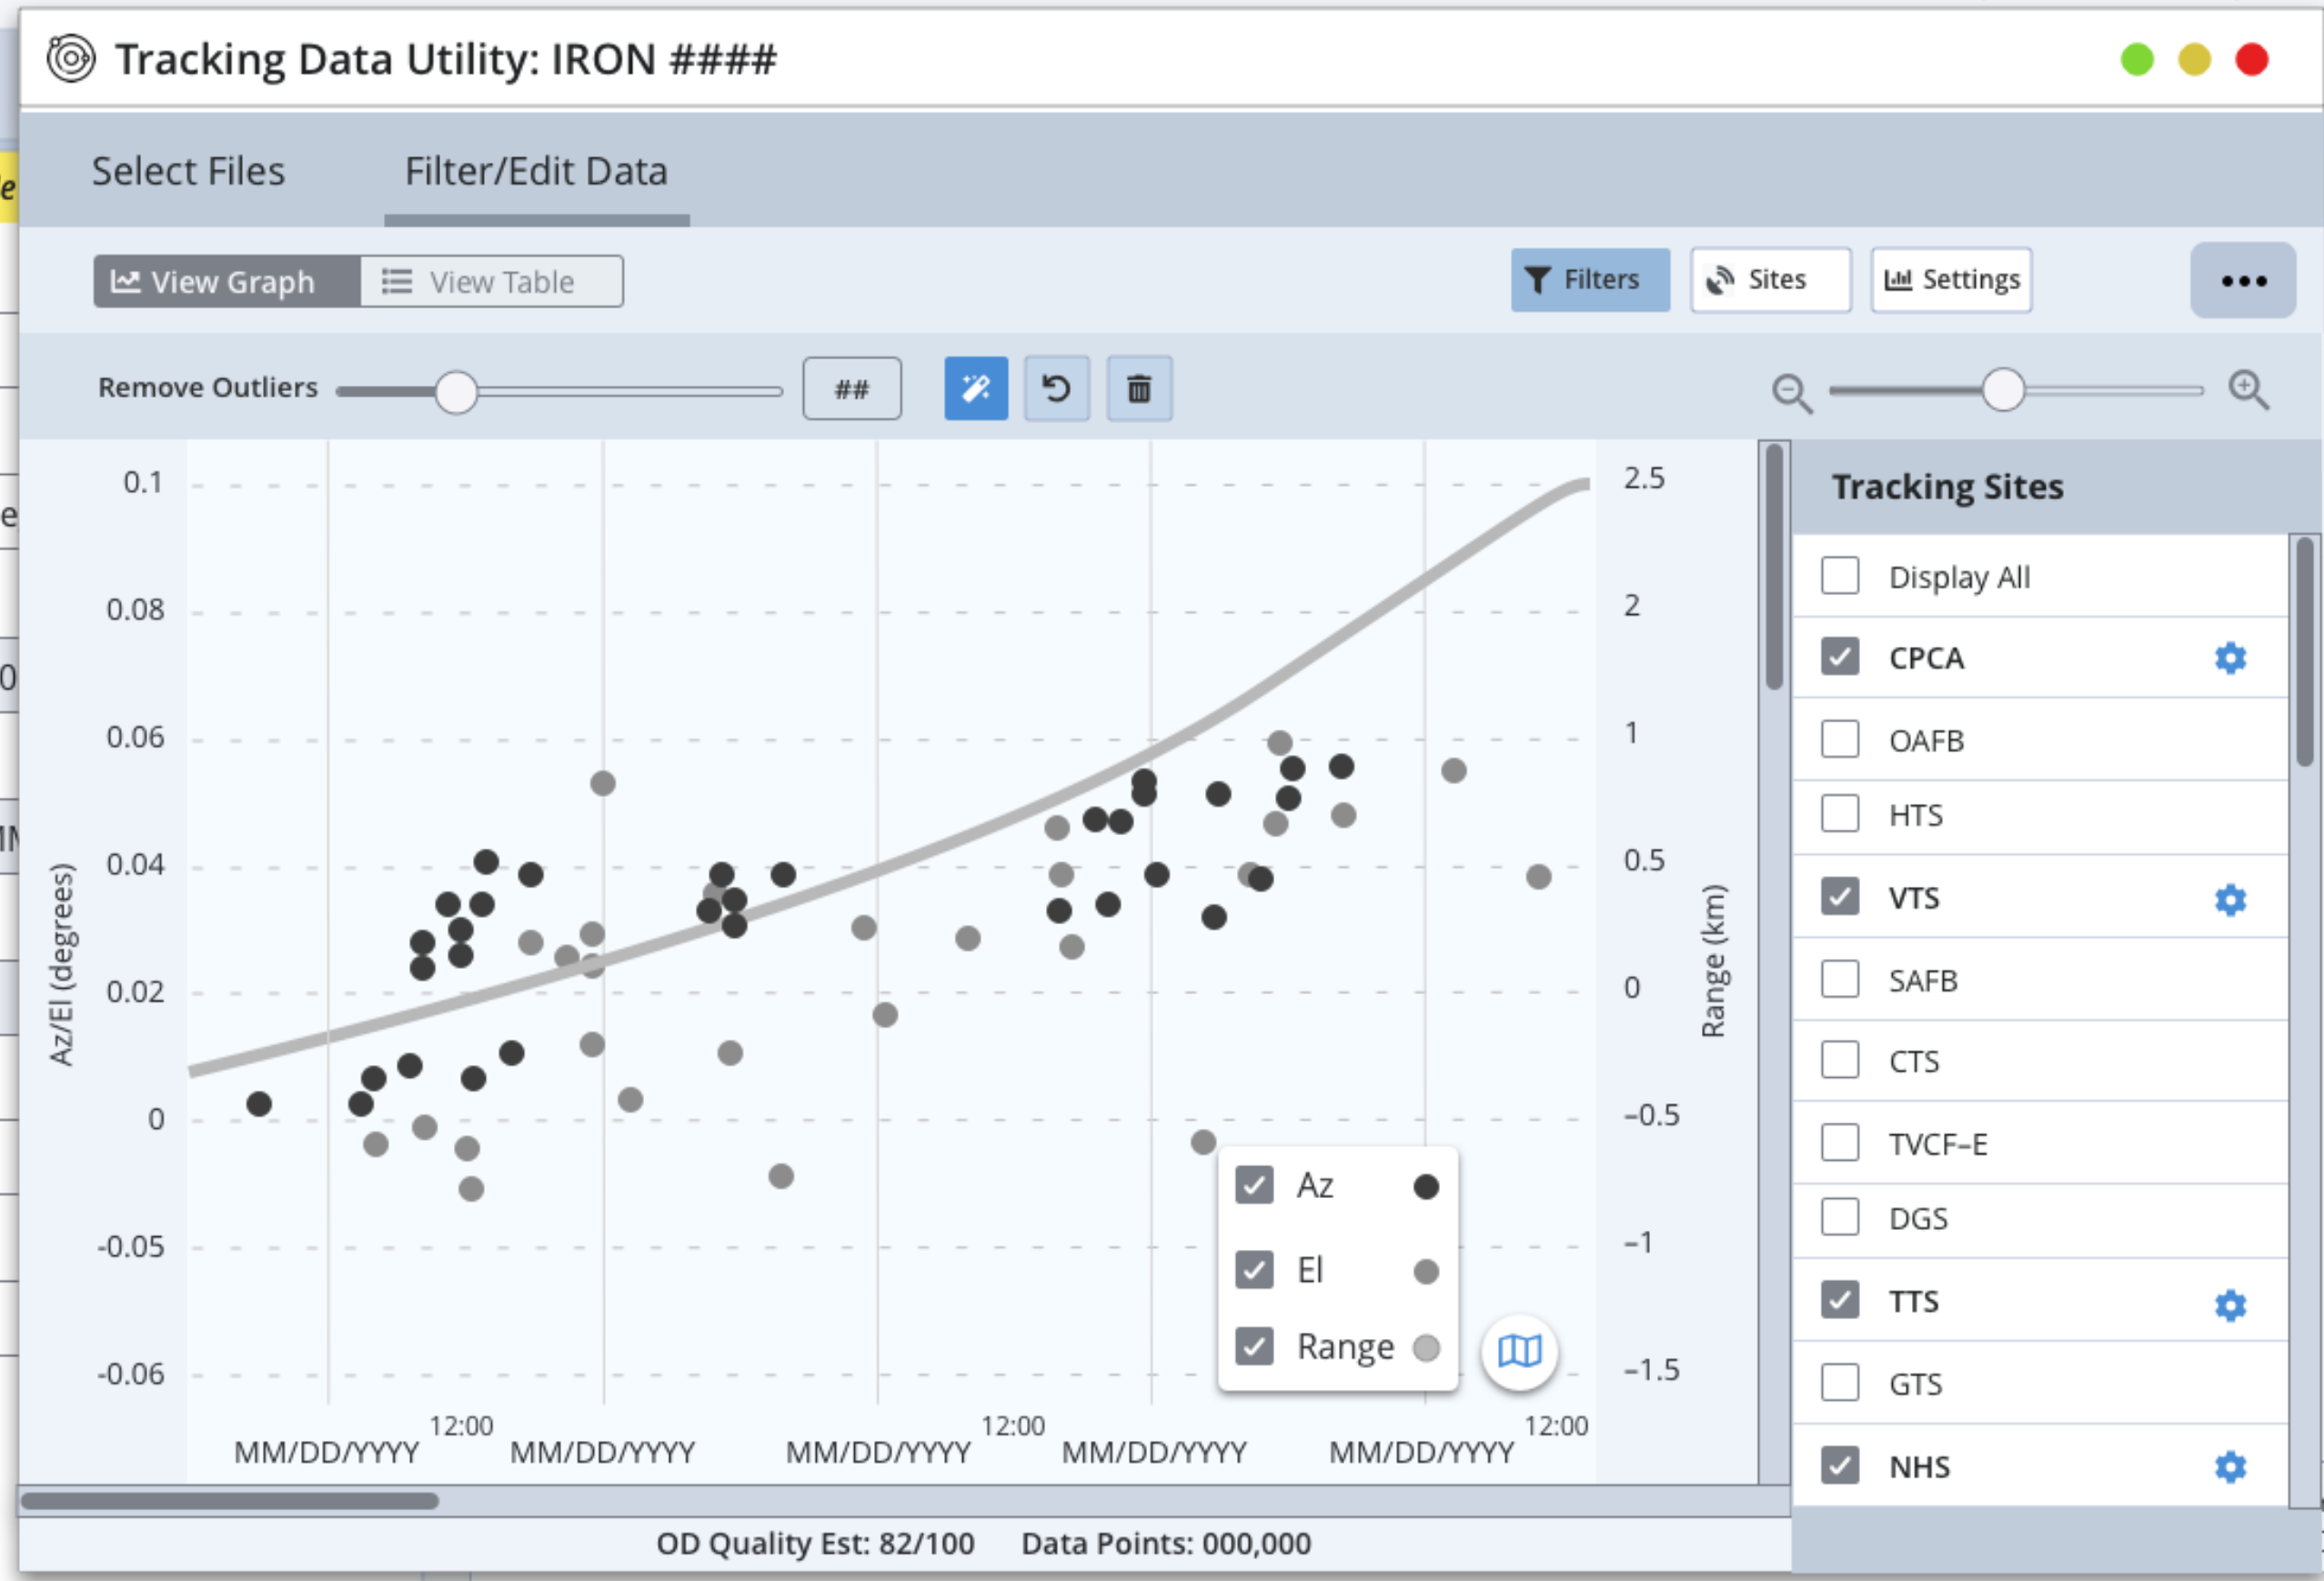 Tracking Data Utility: IRON ####
Select Files
Filter/Edit Data
View Graph
View Table
Filters
Sites
Settings
Remove Outliers
##
0.1
0.08
0.06
0.04
0.02
0
-0.05
-0.06
Az/El (degrees)
2.5
2
1
0.5
0
–0.5
–1
–1.5
Range (km)
Az
El
Range
12:00
12:00
12:00
MM/DD/YYYY
MM/DD/YYYY
MM/DD/YYYY
MM/DD/YYYY
MM/DD/YYYY
OD Quality Est: 82/100
Data Points: 000,000
Tracking Sites
Display All
CPCA
OAFB
HTS
VTS
SAFB
CTS
TVCF–E
DGS
TTS
GTS
NHS